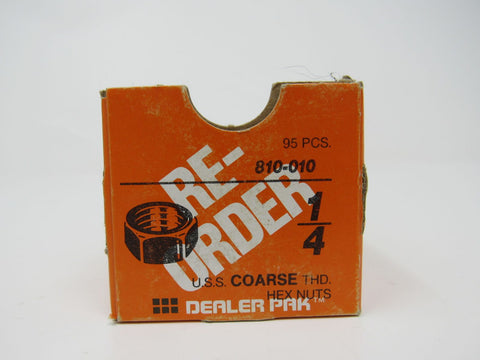 95 PCS.
810-010
RE-
ORDER
1/4
U.S.S. COARSE THD.
HEX NUTS
DEALER PAK™